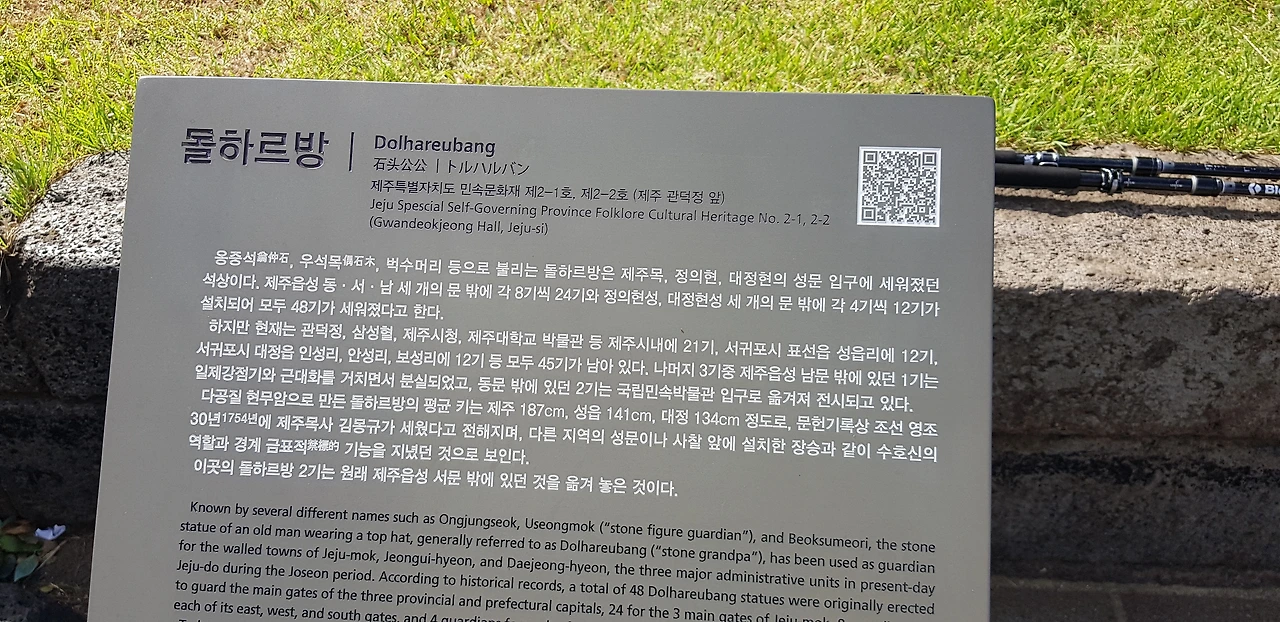 돌하르방
Dolhareubang
石头公公 | トルハルバン
제주특별자치도 민속문화재 제2-1호, 제2-2호 (제주 관덕정 앞)
Jeju Spescial Self-Governing Province Folklore Cultural Heritage No. 2-1, 2-2
(Gwandeokjeong Hall, Jeju-si)
옹중석翁仲石, 우석목偶石木, 벅수머리 등으로 불리는 돌하르방은 제주목, 정의현, 대정현의 성문 입구에 세워졌던
석상이다. 제주읍성 동·서·남 세 개의 문 밖에 각 8기씩 24기와 정의현성, 대정현성 세 개의 문 밖에 각 4기씩 12기가
설치되어 모두 48기가 세워졌다고 한다.
하지만 현재는 관덕정, 삼성혈, 제주시청, 제주대학교 박물관 등 제주시내에 21기, 서귀포시 표선읍 성읍리에 12기,
서귀포시 대정읍 인성리, 안성리, 보성리에 12기 등 모두 45기가 남아 있다. 나머지 3기중 제주읍성 남문 밖에 있던 1기는
일제강점기와 근대화를 거치면서 분실되었고, 동문 밖에 있던 2기는 국립민속박물관 입구로 옮겨져 전시되고 있다.
다공질 현무암으로 만든 돌하르방의 평균 키는 제주 187cm, 성읍 141cm, 대정 134cm 정도로, 문헌기록상 조선 영조
30년1754년에 제주목사 김몽규가 세웠다고 전해지며, 다른 지역의 성문이나 사찰 앞에 설치한 장승과 같이 수호신의
역할과 경계 금표적禁標的 기능을 지녔던 것으로 보인다.
이곳의 돌하르방 2기는 원래 제주읍성 서문 밖에 있던 것을 옮겨 놓은 것이다.
Known by several different names such as Ongjungseok, Useongmok (“stone figure guardian”), and Beoksumeori, the stone
statue of an old man wearing a top hat, generally referred to as Dolhareubang (“stone grandpa”), has been used as guardian
for the walled towns of Jeju-mok, Jeongui-hyeon, and Daejeong-hyeon, the three major administrative units in present-day
Jeju-do during the Joseon period. According to historical records, a total of 48 Dolhareubang statues were originally erected
to guard the main gates of the three provincial and prefectural capitals, 24 for the 3 main gates of Jeju-mok, 8
each of its east, west, and south gates, and 4 guardians